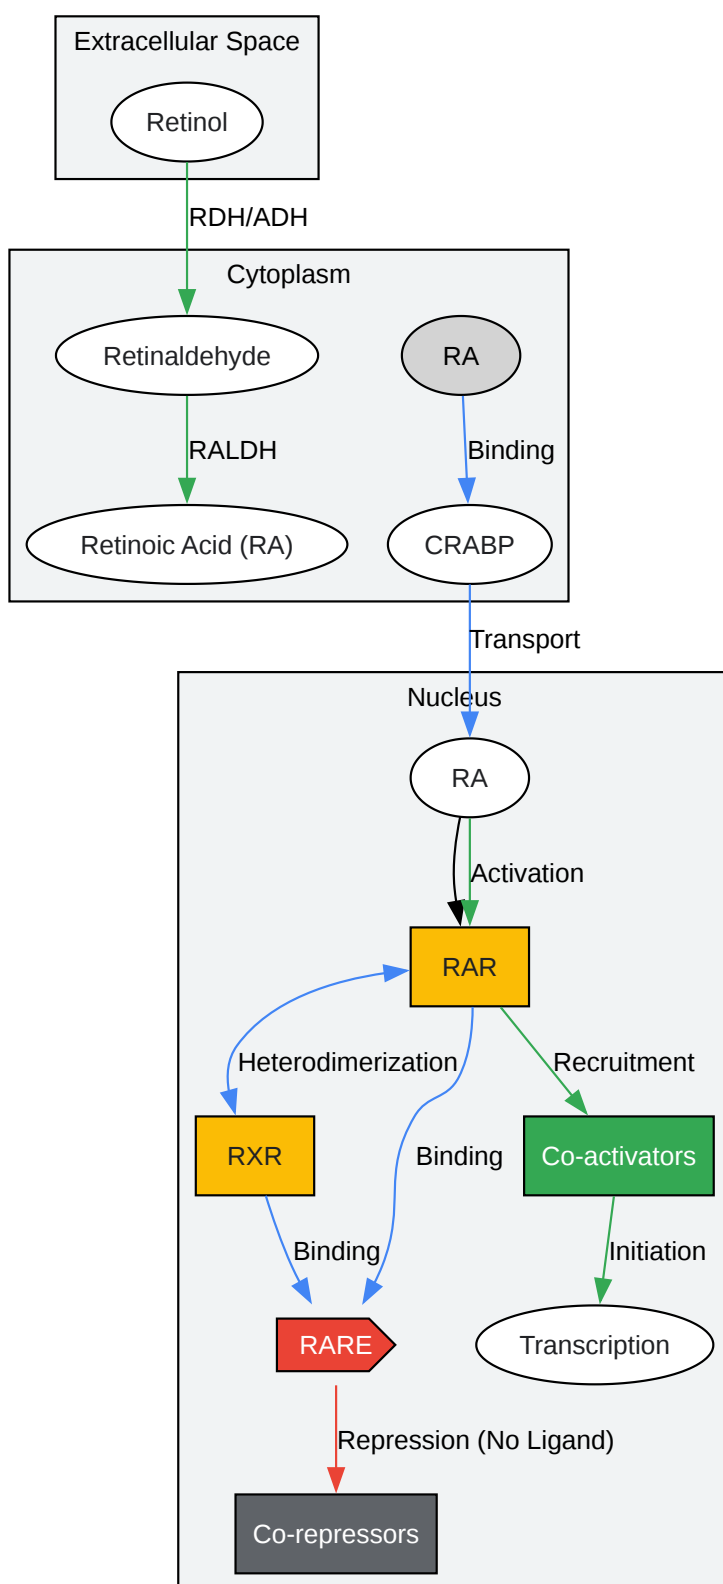 Extracellular Space
Retinol
RDH/ADH
Cytoplasm
Retinaldehyde
RA
RALDH
Binding
Retinoic Acid (RA)
CRABP
Transport
Nucleus
RA
Activation
RAR
Heterodimerization
Recruitment
RXR
Binding
Co-activators
Binding
Initiation
RARE
Transcription
Repression (No Ligand)
Co-repressors